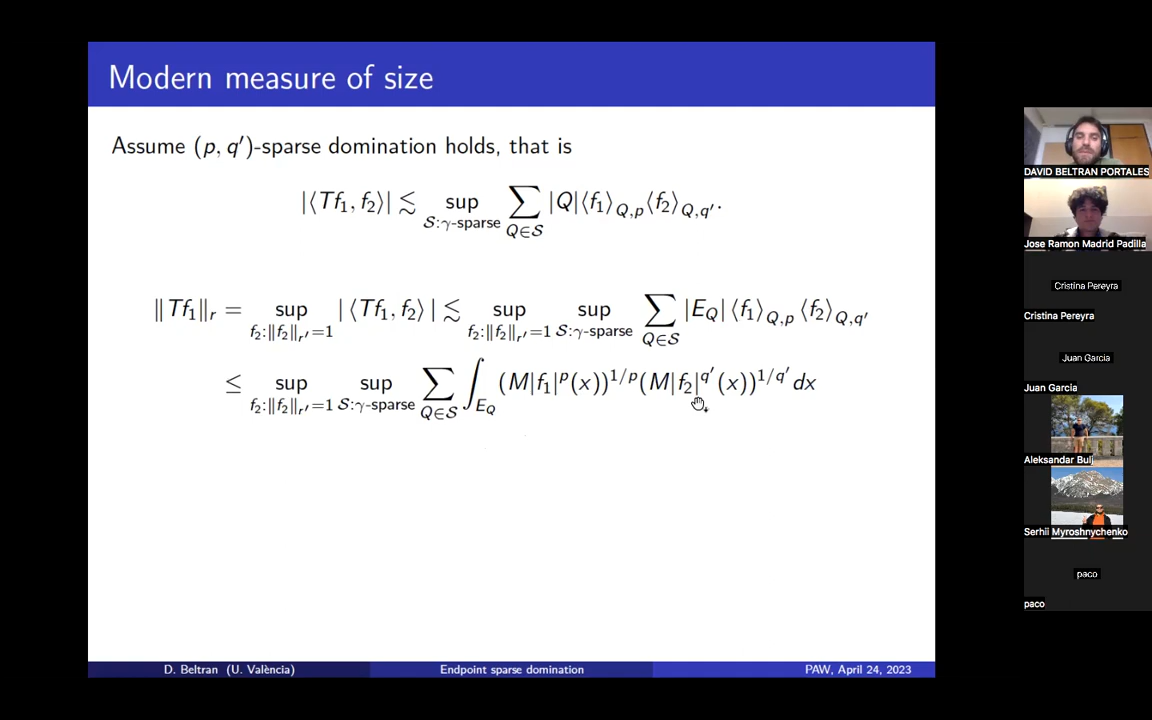 Modern measure of size
Assume (p, q′)-sparse domination holds, that is
|⟨Tf₁, f₂⟩| ≲ sup_{𝒮:γ-sparse} ∑_{Q∈𝒮} |Q|⟨f₁⟩_{Q,p}⟨f₂⟩_{Q,q′}.
‖Tf₁‖_r = sup_{f₂:‖f₂‖_{r′}=1} |⟨Tf₁, f₂⟩| ≲ sup_{f₂:‖f₂‖_{r′}=1} sup_{𝒮:γ-sparse} ∑_{Q∈𝒮} |E_Q| ⟨f₁⟩_{Q,p} ⟨f₂⟩_{Q,q′}
≤ sup_{f₂:‖f₂‖_{r′}=1} sup_{𝒮:γ-sparse} ∑_{Q∈𝒮} ∫_{E_Q} (M|f₁|^p(x))^{1/p}(M|f₂|^{q′}(x))^{1/q′} dx
D. Beltran (U. València)
Endpoint sparse domination
PAW, April 24, 2023
DAVID BELTRAN PORTALES
Jose Ramon Madrid Padilla
Cristina Pereyra
Cristina Pereyra
Juan Garcia
Juan Garcia
Aleksandar Bulj
Serhii Myroshnychenko
paco
paco